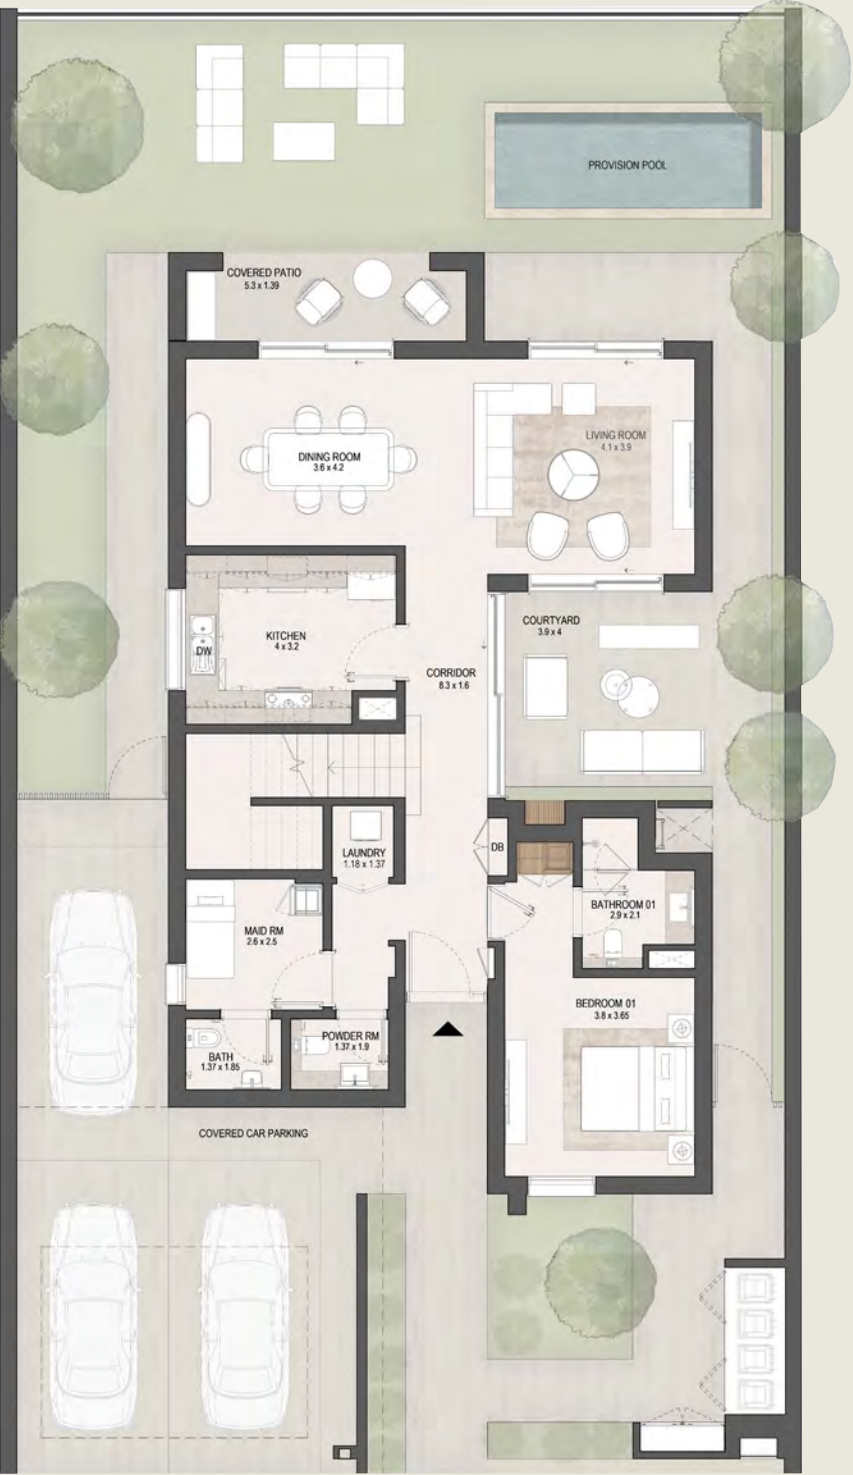 PROVISION POOL
COVERED PATIO
5.3 x 1.39
LIVING ROOM
4.1 x 3.9
DINING ROOM
3.6 x 4.2
COURTYARD
3.9 x 4
KITCHEN
4 x 3.2
DW
CORRIDOR
8.3 x 1.6
DB
LAUNDRY
1.18 x 1.37
BATHROOM 01
2.9 x 2.1
MAID RM
2.6 x 2.5
BEDROOM 01
3.8 x 3.65
POWDER RM
1.37 x 1.9
BATH
1.37 x 1.85
COVERED CAR PARKING